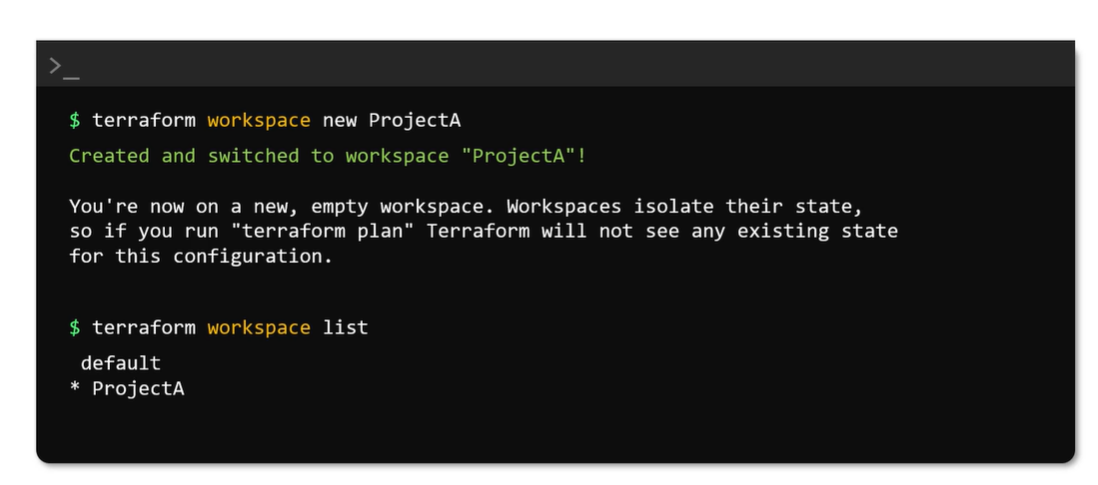 >_
$ terraform workspace new ProjectA
Created and switched to workspace "ProjectA"!
You're now on a new, empty workspace. Workspaces isolate their state,
so if you run "terraform plan" Terraform will not see any existing state
for this configuration.
$ terraform workspace list
default
* ProjectA